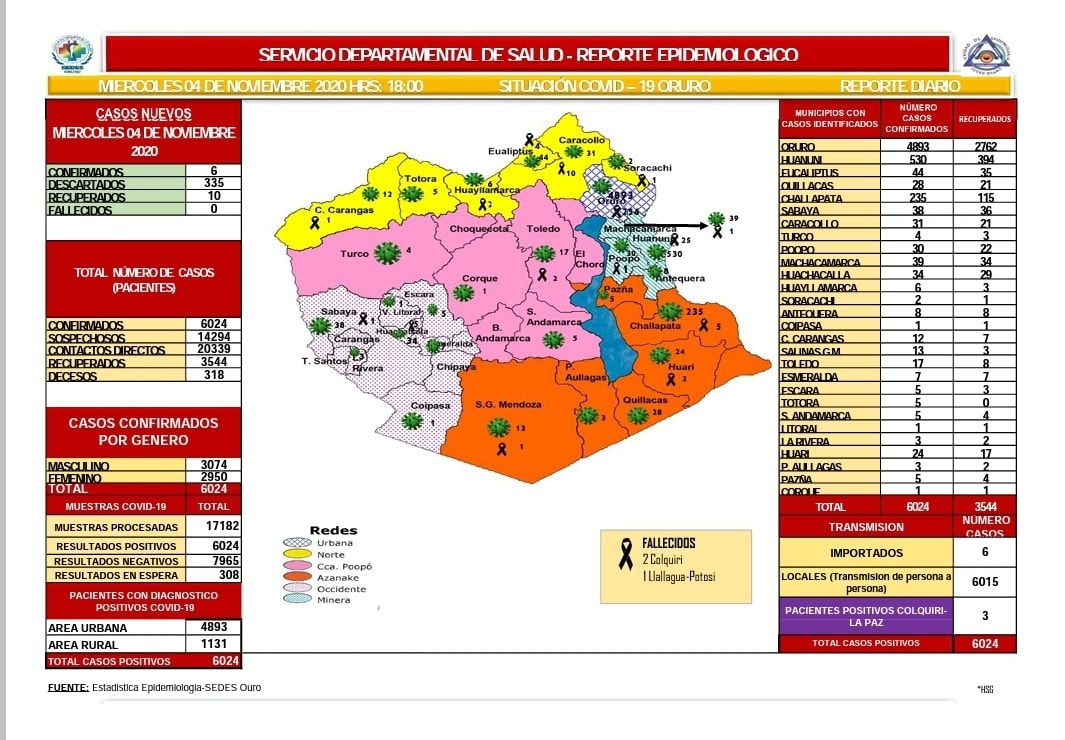 SERVICIO DEPARTAMENTAL DE SALUD - REPORTE EPIDEMIOLOGICO
MIERCOLES 04 DE NOVIEMBRE 2020 HRS: 18:00 SITUACIÓN COVID – 19 ORURO REPORTE DIARIO
CASOS NUEVOS
MIERCOLES 04 DE NOVIEMBRE
2020
CONFIRMADOS 6
DESCARTADOS 335
RECUPERADOS 10
FALLECIDOS 0
TOTAL NÚMERO DE CASOS
(PACIENTES)
CONFIRMADOS 6024
SOSPECHOSOS 14294
CONTACTOS DIRECTOS 20339
RECUPERADOS 3544
DECESOS 318
CASOS CONFIRMADOS
POR GENERO
MASCULINO 3074
FEMENINO 2950
TOTAL 6024
MUESTRAS COVID-19 TOTAL
MUESTRAS PROCESADAS 17182
RESULTADOS POSITIVOS 6024
RESULTADOS NEGATIVOS 7965
RESULTADOS EN ESPERA 308
PACIENTES CON DIAGNOSTICO
POSITIVOS COVID-19
AREA URBANA 4893
AREA RURAL 1131
TOTAL CASOS POSITIVOS 6024
Caracollo
31
Eualiptus
4
44
10
Soracachi
2
1
Totora
5
Huayllamarca
6
2
12
C. Carangas
1
4893
Oruro
234
39
1
Machacamarca
Huanuni
25
530
30
Poopó
1
8
Antequera
Choquecota
Toledo
17
2
El
Choro
Turco
4
Corque
1
Pazña
5
Escara
1
V. Litoral
5
Sabaya
1
38
Carangas
34
Esmeralda
T. Santos
3
Rivera
Chipaya
B.
Andamarca
S.
Andamarca
5
Challapata
235
5
24
Huari
2
P.
Aullagas
3
Quillacas
28
Coipasa
1
S.G. Mendoza
13
1
Redes
Urbana
Norte
Cca. Poopó
Azanake
Occidente
Minera
FALLECIDOS
2 Colquiri
1 Llallagua-Potosi
MUNICIPIOS CON
CASOS IDENTIFICADOS
NÚMERO
CASOS
CONFIRMADOS
RECUPERADOS
ORURO 4893 2762
HUANUNI 530 394
EUCALIPTUS 44 35
QUILLACAS 28 21
CHALLAPATA 235 115
SABAYA 38 36
CARACOLLO 31 21
TURCO 4 3
POOPO 30 22
MACHACAMARCA 39 34
HUACHACALLA 34 29
HUAYLLAMARCA 6 3
SORACACHI 2 1
ANTEQUERA 8 8
COIPASA 1 1
C. CARANGAS 12 7
SALINAS G.M 13 3
TOLEDO 17 8
ESMERALDA 7 7
ESCARA 5 3
TOTORA 5 0
S. ANDAMARCA 5 4
LITORAL 1 1
LA RIVERA 3 2
HUARI 24 17
P. AULLAGAS 3 2
PAZÑA 5 4
CORQUE 1 1
TOTAL 6024 3544
TRANSMISION NÚMERO
CASOS
IMPORTADOS 6
LOCALES (Transmision de persona a
persona) 6015
PACIENTES POSITIVOS COLQUIRI-
LA PAZ 3
TOTAL CASOS POSITIVOS 6024
FUENTE: Estadistica Epidemiologia-SEDES Ouro
*HSG